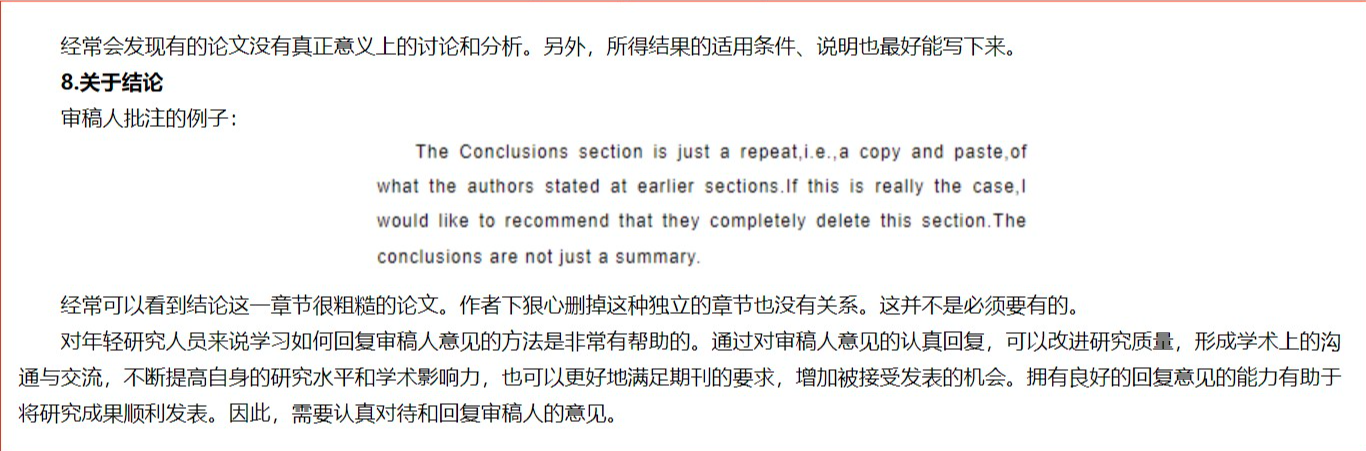 经常会发现有的论文没有真正意义上的讨论和分析。另外，所得结果的适用条件、说明也最好能写下来。
8.关于结论
审稿人批注的例子：
The Conclusions section is just a repeat,i.e.,a copy and paste,of
what the authors stated at earlier sections.If this is really the case,I
would like to recommend that they completely delete this section.The
conclusions are not just a summary.
经常可以看到结论这一章节很粗糙的论文。作者下狠心删掉这种独立的章节也没有关系。这并不是必须要有的。
对年轻研究人员来说学习如何回复审稿人意见的方法是非常有帮助的。通过对审稿人意见的认真回复，可以改进研究质量，形成学术上的沟
通与交流，不断提高自身的研究水平和学术影响力，也可以更好地满足期刊的要求，增加被接受发表的机会。拥有良好的回复意见的能力有助于
将研究成果顺利发表。因此，需要认真对待和回复审稿人的意见。